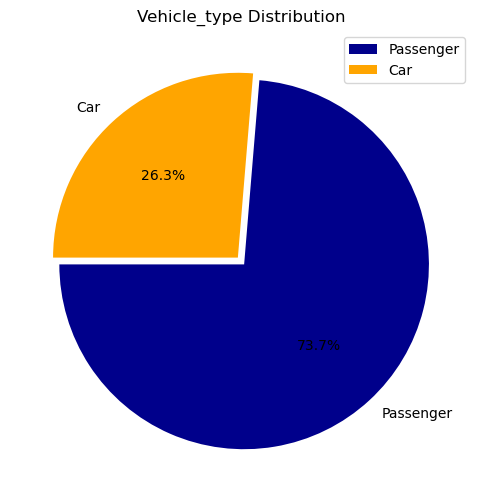 Vehicle_type Distribution
Passenger
Car
Car
26.3%
73.7%
Passenger